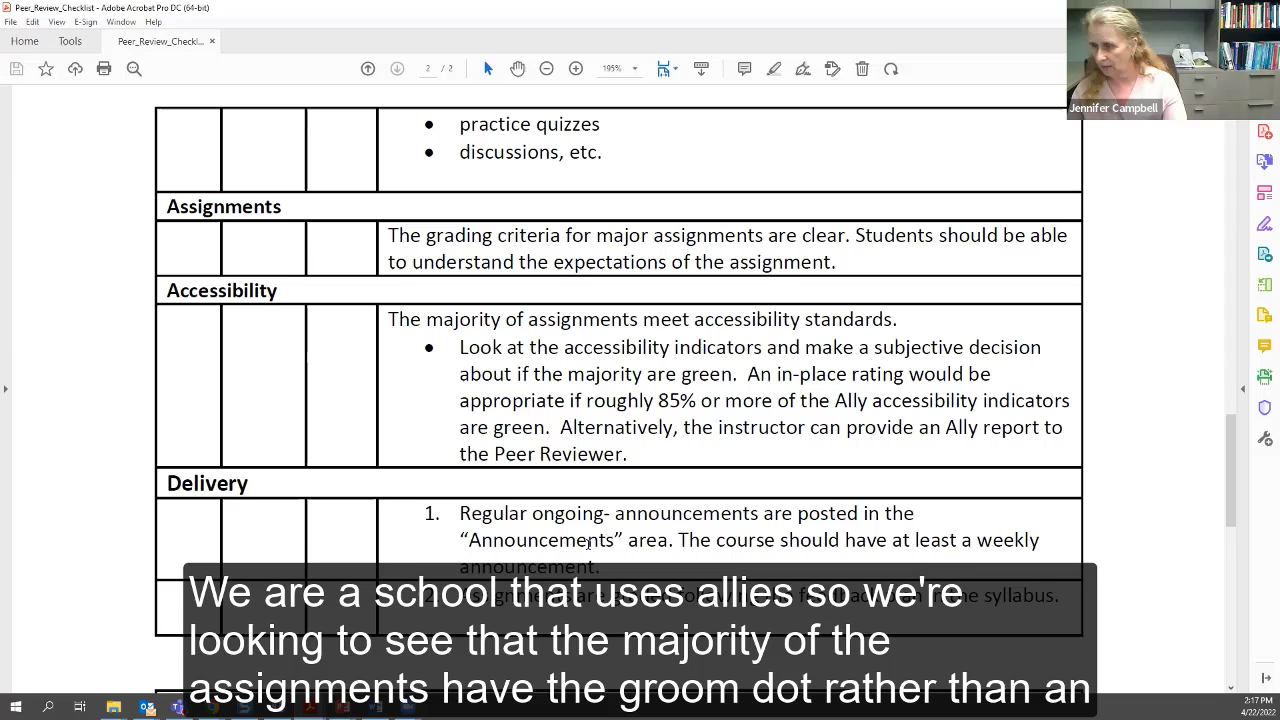 Peer_Review_Checklist - Adobe Acrobat Pro DC (64-bit)
File Edit View E-Sign Window Help
Home Tools Peer_Review_Checkl... ×
2 / 2 195%
Jennifer Campbell
• practice quizzes
• discussions, etc.
Assignments
The grading criteria for major assignments are clear. Students should be able
to understand the expectations of the assignment.
Accessibility
The majority of assignments meet accessibility standards.
• Look at the accessibility indicators and make a subjective decision
about if the majority are green.  An in-place rating would be
appropriate if roughly 85% or more of the Ally accessibility indicators
are green.  Alternatively, the instructor can provide an Ally report to
the Peer Reviewer.
Delivery
1. Regular ongoing- announcements are posted in the
“Announcements” area. The course should have at least a weekly
announcement.
2. the syllabus.
We are a school that uses allies so we're
looking to see that the majority of the
assignments have the groom dot rather than an
2:17 PM
4/22/2022